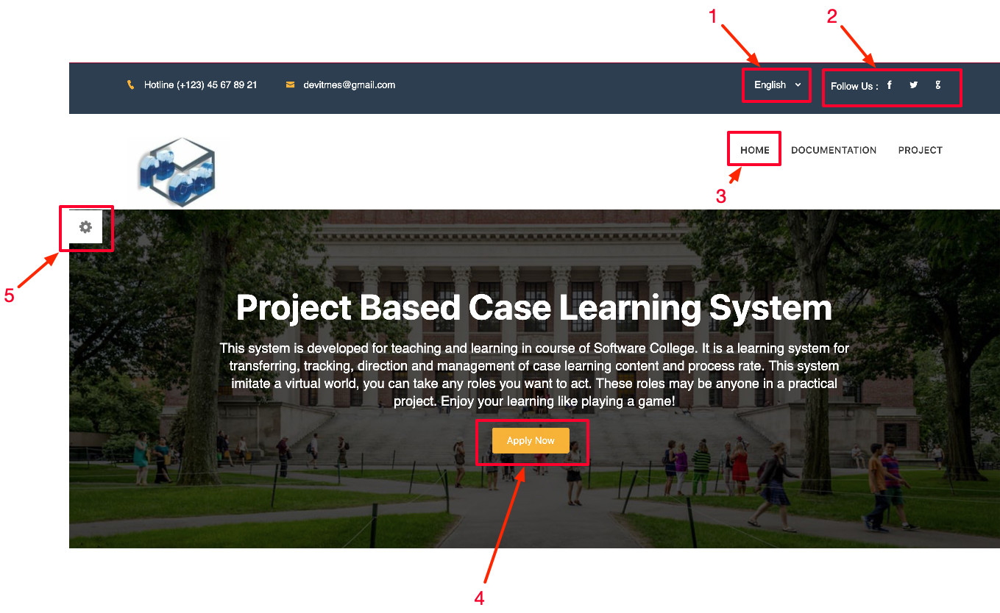 1
2
Hotline (+123) 45 67 89 21
devitmes@gmail.com
English
Follow Us :
HOME
DOCUMENTATION
PROJECT
3
5
Project Based Case Learning System
This system is developed for teaching and learning in course of Software College. It is a learning system for
transferring, tracking, direction and management of case learning content and process rate. This system
imitate a virtual world, you can take any roles you want to act. These roles may be anyone in a practical
project. Enjoy your learning like playing a game!
Apply Now
4